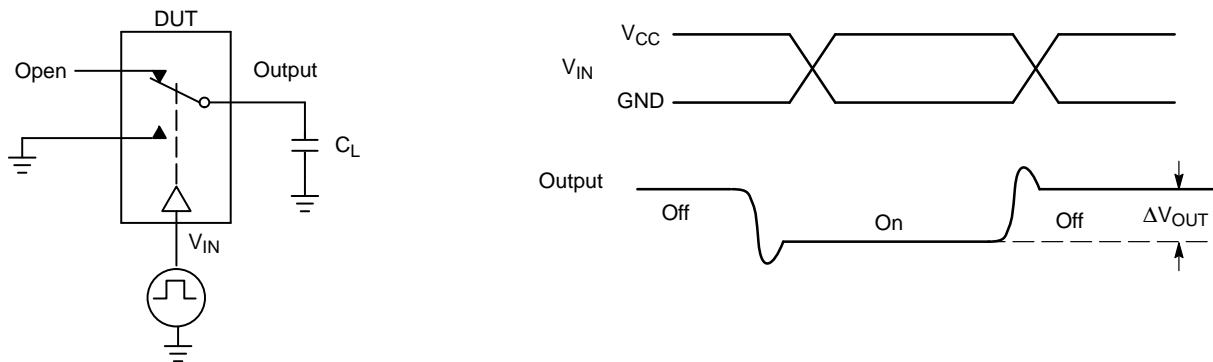 DUT
Open
Output
C_L
V_IN
V_CC
V_IN
GND
Output
Off
On
Off
ΔV_OUT